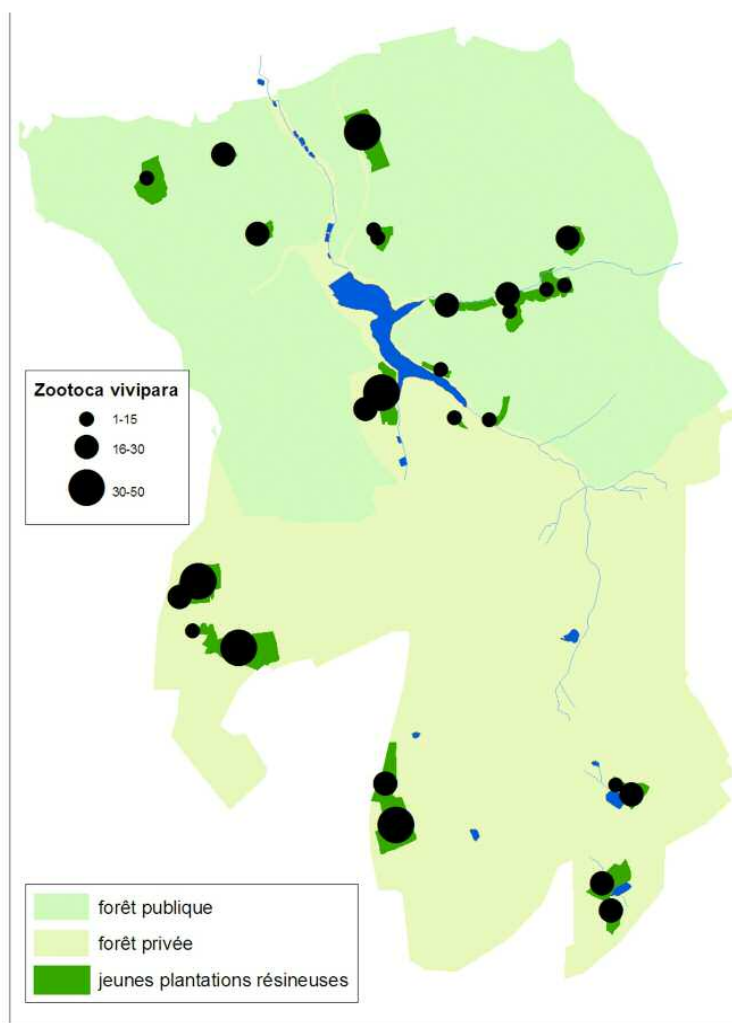 Zootoca vivipara
1-15
16-30
30-50
forêt publique
forêt privée
jeunes plantations résineuses